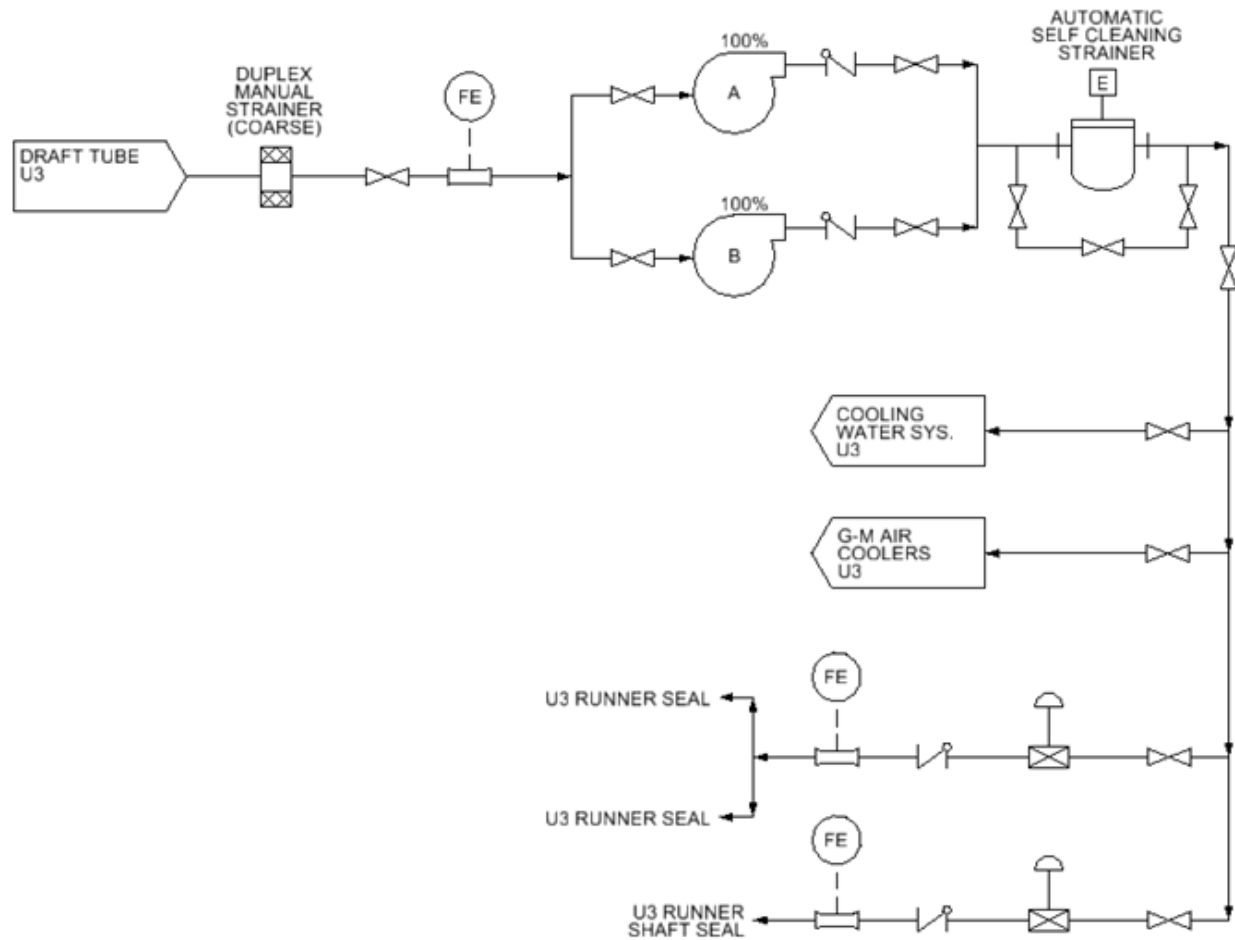 AUTOMATIC
SELF CLEANING
STRAINER
E
100%
A
DUPLEX
MANUAL
STRAINER
(COARSE)
FE
DRAFT TUBE
U3
100%
B
COOLING
WATER SYS.
U3
G-M AIR
COOLERS
U3
FE
U3 RUNNER SEAL
U3 RUNNER SEAL
FE
U3 RUNNER
SHAFT SEAL